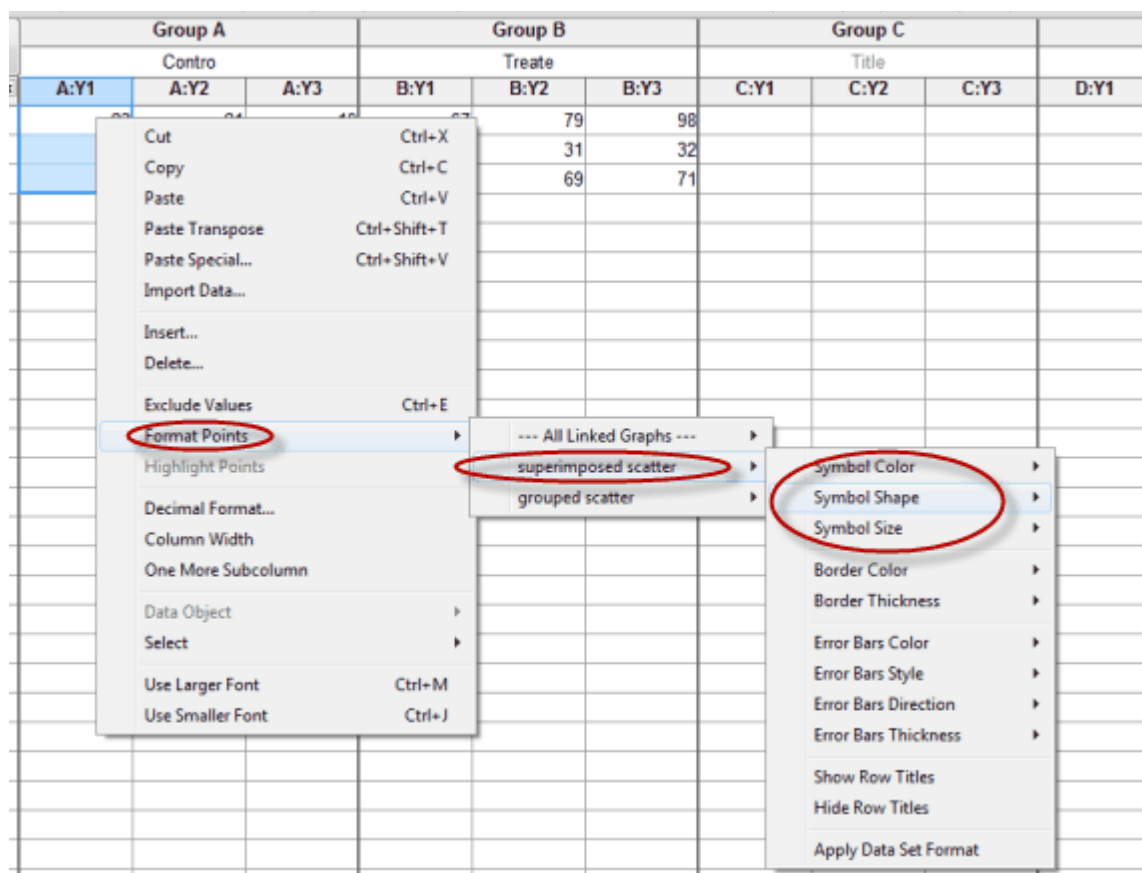 Group A Group B Group C
Contro Treate Title
A:Y1 A:Y2 A:Y3 B:Y1 B:Y2 B:Y3 C:Y1 C:Y2 C:Y3 D:Y1
79 98
31 32
69 71
Cut Ctrl+X
Copy Ctrl+C
Paste Ctrl+V
Paste Transpose Ctrl+Shift+T
Paste Special... Ctrl+Shift+V
Import Data...
Insert...
Delete...
Exclude Values Ctrl+E
Format Points
Highlight Points
Decimal Format...
Column Width
One More Subcolumn
Data Object
Select
Use Larger Font Ctrl+M
Use Smaller Font Ctrl+J
--- All Linked Graphs ---
superimposed scatter
grouped scatter
Symbol Color
Symbol Shape
Symbol Size
Border Color
Border Thickness
Error Bars Color
Error Bars Style
Error Bars Direction
Error Bars Thickness
Show Row Titles
Hide Row Titles
Apply Data Set Format